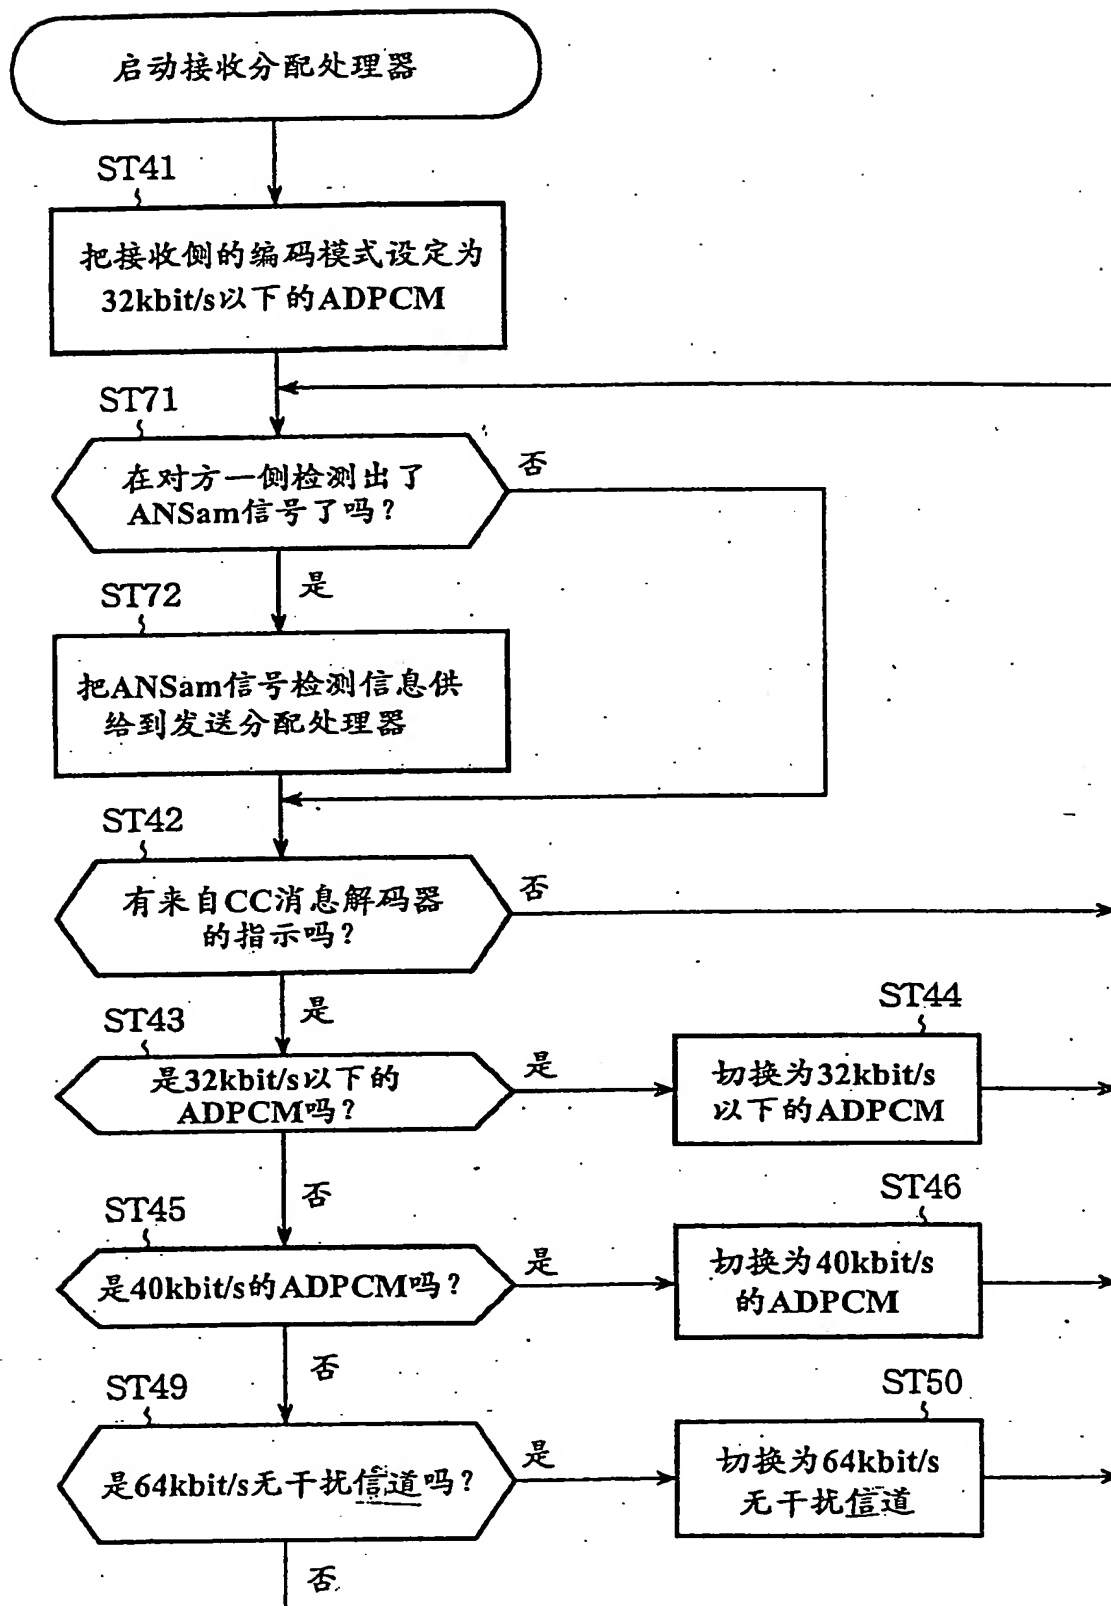 启动接收分配处理器
ST41
把接收侧的编码模式设定为
32kbit/s以下的ADPCM
ST71
在对方一侧检测出了
ANSam信号了吗？
否
是
ST72
把ANSam信号检测信息供
给到发送分配处理器
ST42
有来自CC消息解码器
的指示吗？
否
是
ST43
是32kbit/s以下的
ADPCM吗？
是
ST44
切换为32kbit/s
以下的ADPCM
否
ST45
是40kbit/s的ADPCM吗？
是
ST46
切换为40kbit/s
的ADPCM
否
ST49
是64kbit/s无干扰信道吗？
是
ST50
切换为64kbit/s
无干扰信道
否